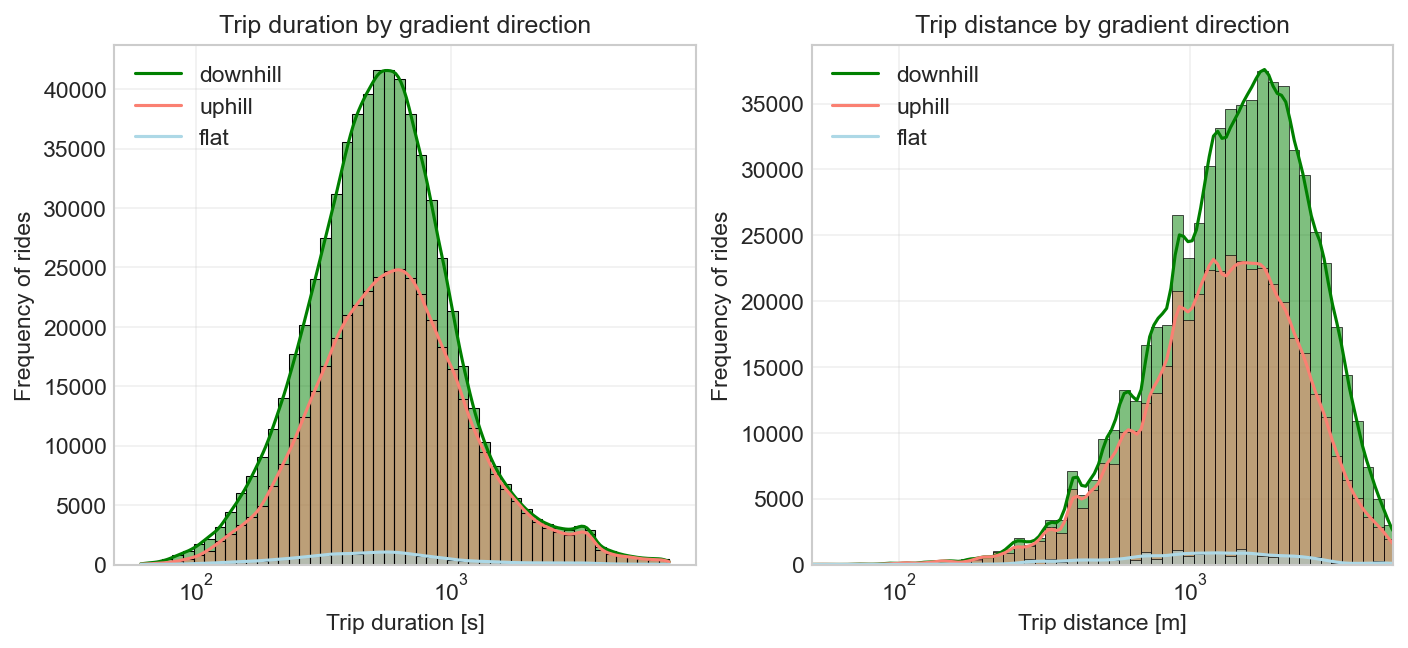 Trip duration by gradient direction
downhill
uphill
flat
40000
35000
30000
25000
20000
15000
10000
5000
0
Frequency of rides
10²
10³
Trip duration [s]
Trip distance by gradient direction
downhill
uphill
flat
35000
30000
25000
20000
15000
10000
5000
0
Frequency of rides
10²
10³
Trip distance [m]